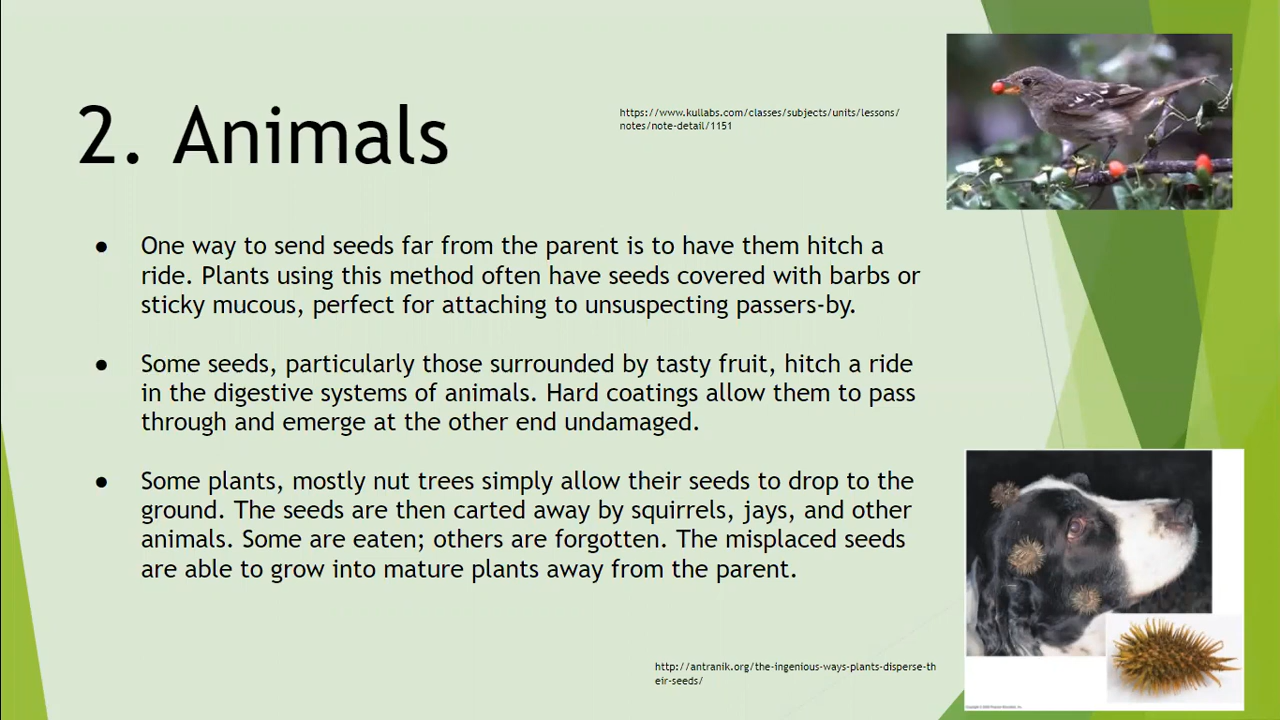 2. Animals
https://www.kullabs.com/classes/subjects/units/lessons/
notes/note-detail/1151
● One way to send seeds far from the parent is to have them hitch a
ride. Plants using this method often have seeds covered with barbs or
sticky mucous, perfect for attaching to unsuspecting passers-by.
● Some seeds, particularly those surrounded by tasty fruit, hitch a ride
in the digestive systems of animals. Hard coatings allow them to pass
through and emerge at the other end undamaged.
● Some plants, mostly nut trees simply allow their seeds to drop to the
ground. The seeds are then carted away by squirrels, jays, and other
animals. Some are eaten; others are forgotten. The misplaced seeds
are able to grow into mature plants away from the parent.
http://antranik.org/the-ingenious-ways-plants-disperse-th
eir-seeds/